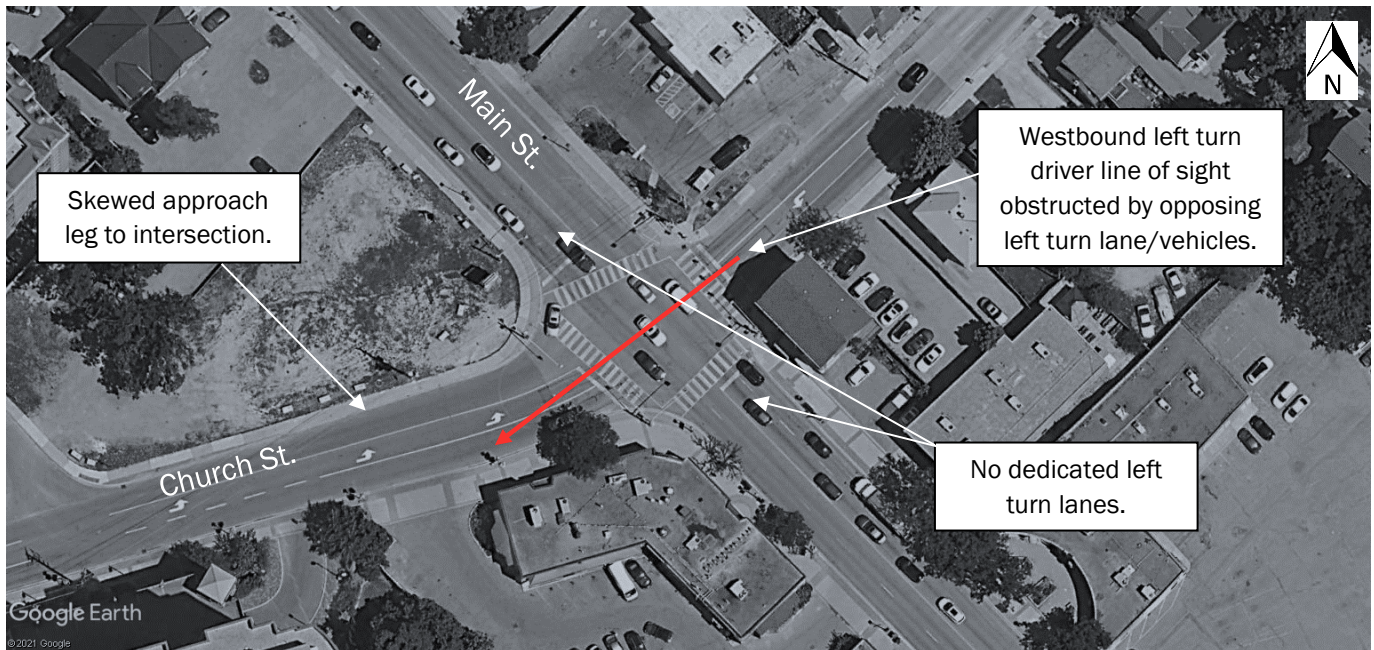 N
Main St.
Westbound left turn
driver line of sight
obstructed by opposing
left turn lane/vehicles.
Skewed approach
leg to intersection.
Church St.
No dedicated left
turn lanes.
Google Earth
©2021 Google